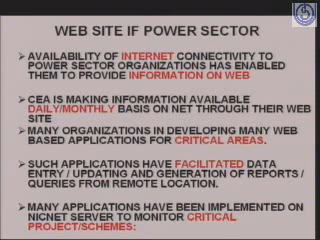 WEB SITE IF POWER SECTOR
➢ AVAILABILITY OF INTERNET CONNECTIVITY TO
POWER SECTOR ORGANIZATIONS HAS ENABLED
THEM TO PROVIDE INFORMATION ON WEB
➢ CEA IS MAKING INFORMATION AVAILABLE
DAILY/MONTHLY BASIS ON NET THROUGH THEIR WEB
SITE
➢ MANY ORGANIZATIONS IN DEVELOPING MANY WEB
BASED APPLICATIONS FOR CRITICAL AREAS.
➢ SUCH APPLICATIONS HAVE FACILITATED DATA
ENTRY / UPDATING AND GENERATION OF REPORTS /
QUERIES FROM REMOTE LOCATION.
➢ MANY APPLICATIONS HAVE BEEN IMPLEMENTED ON
NICNET SERVER TO MONITOR CRITICAL
PROJECT/SCHEMES: